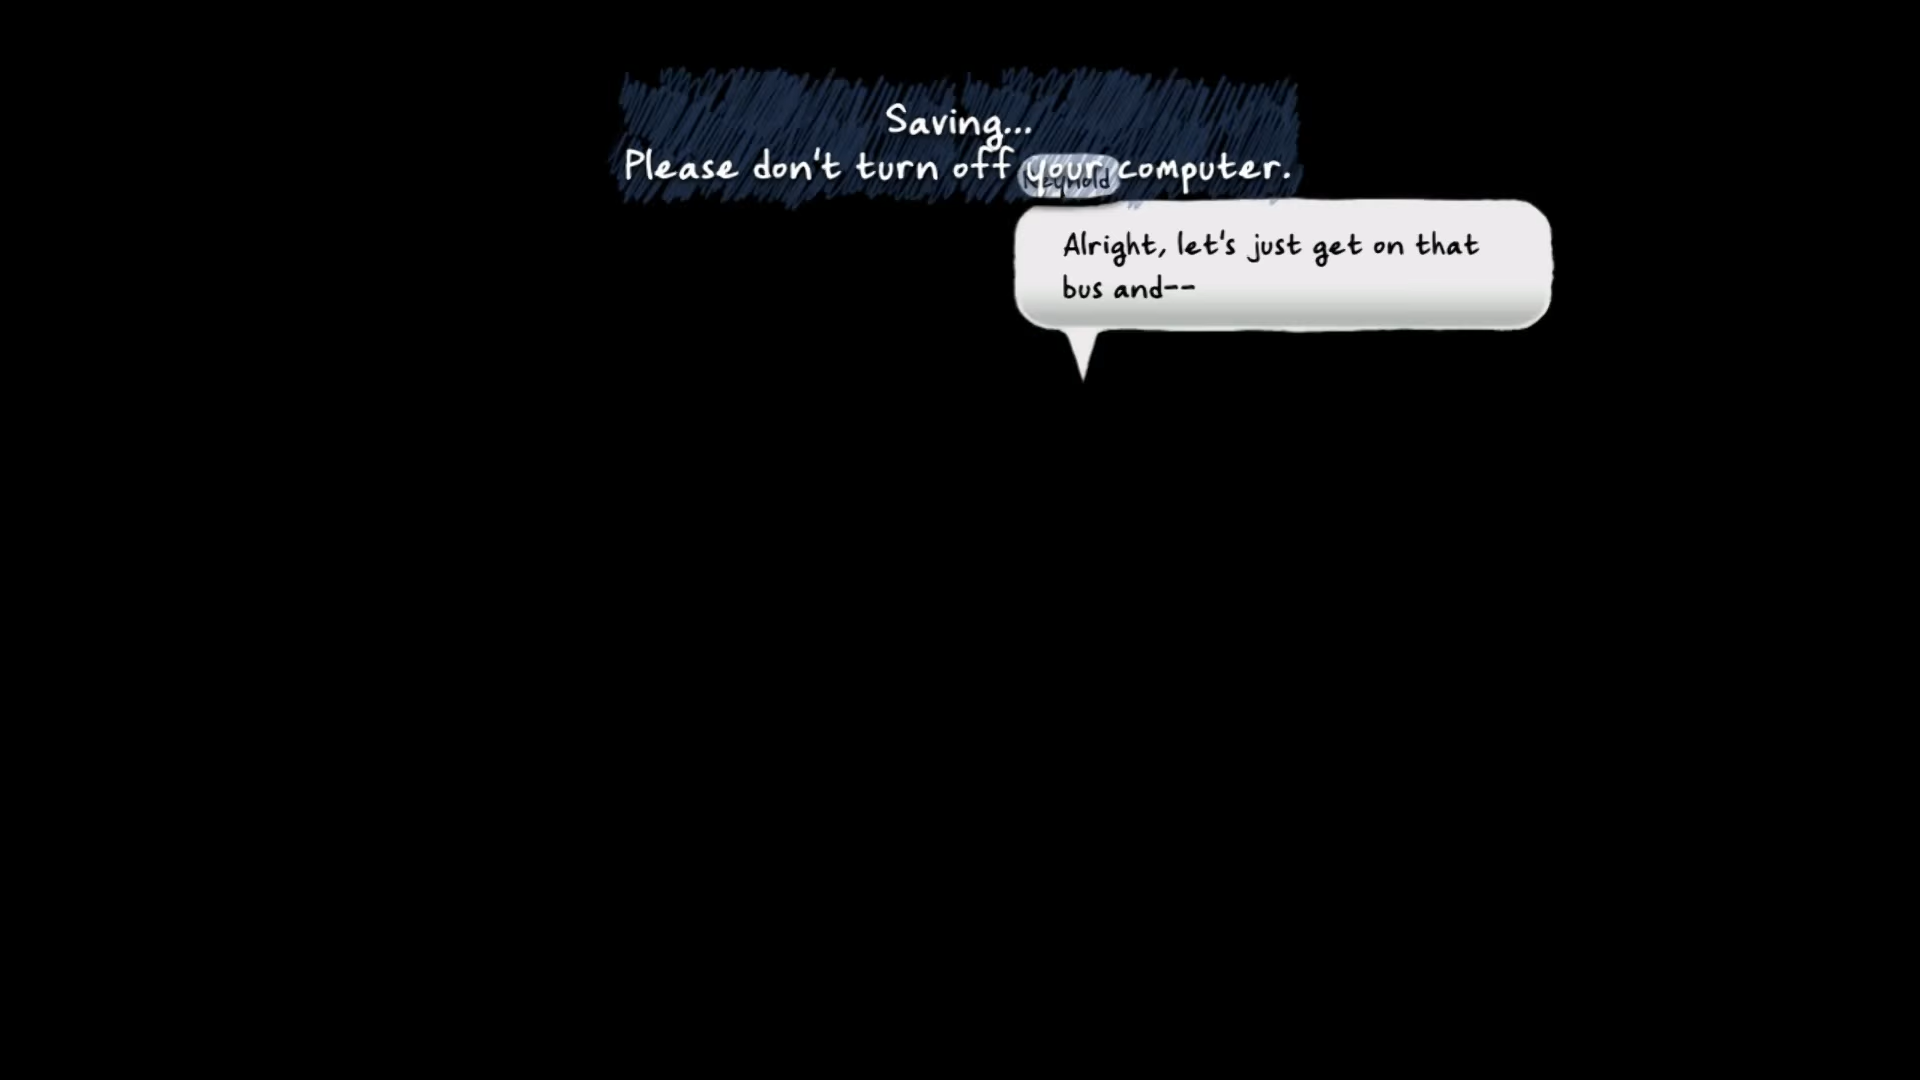 Saving...
Please don't turn off your computer.
Alright, let's just get on that
bus and--